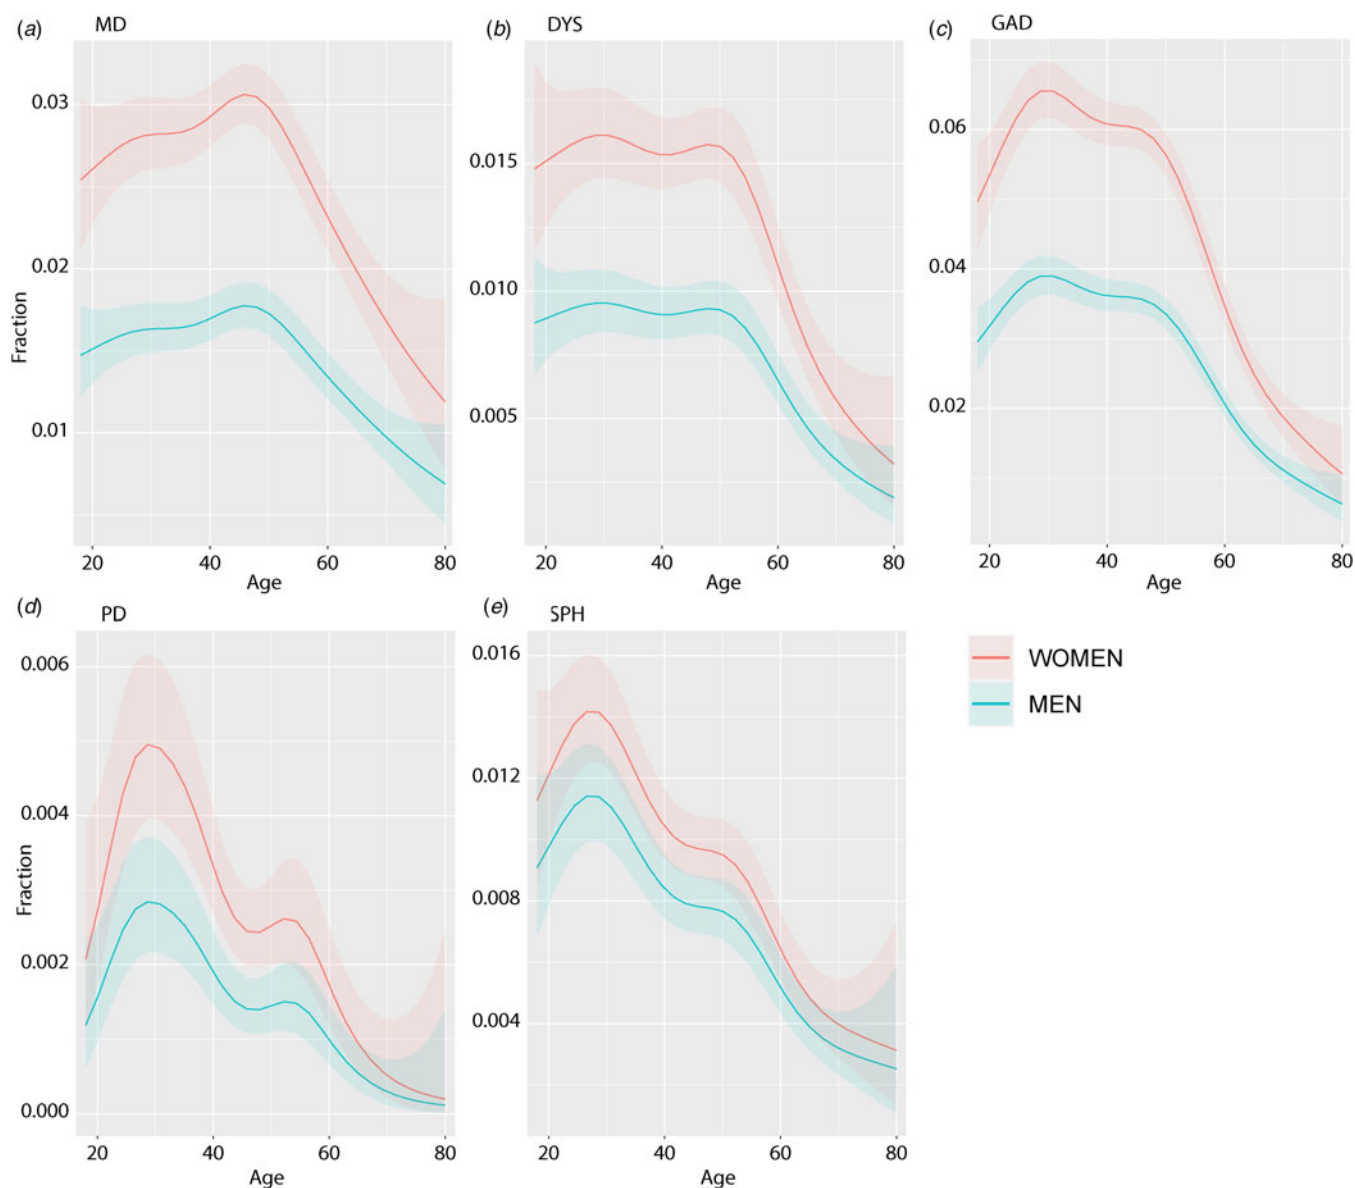 (a) MD
0.03
0.02
0.01
Fraction
20 40 60 80
Age
(b) DYS
0.015
0.010
0.005
20 40 60 80
Age
(c) GAD
0.06
0.04
0.02
20 40 60 80
Age
(d) PD
0.006
0.004
0.002
0.000
Fraction
20 40 60 80
Age
(e) SPH
0.016
0.012
0.008
0.004
20 40 60 80
Age
WOMEN
MEN